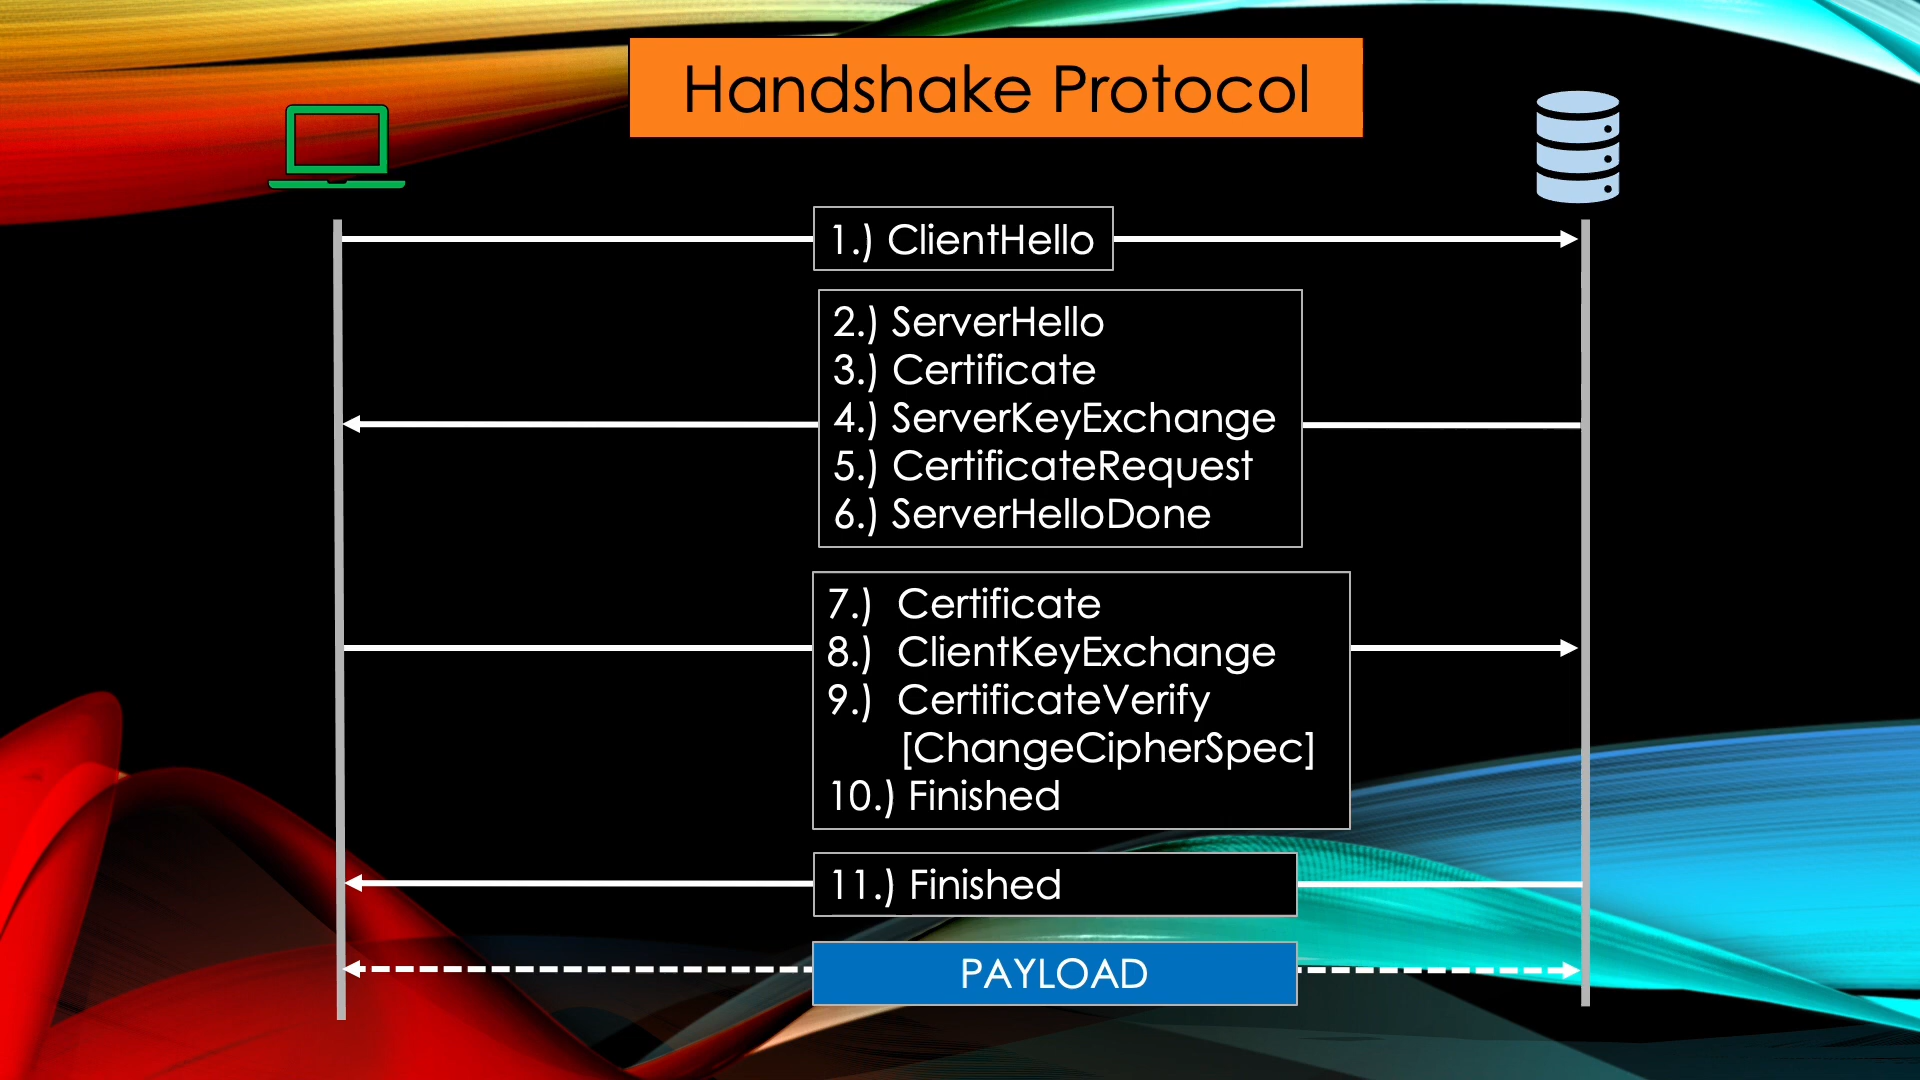 Handshake Protocol
1.) ClientHello
2.) ServerHello
3.) Certificate
4.) ServerKeyExchange
5.) CertificateRequest
6.) ServerHelloDone
7.) Certificate
8.) ClientKeyExchange
9.) CertificateVerify
[ChangeCipherSpec]
10.) Finished
11.) Finished
PAYLOAD